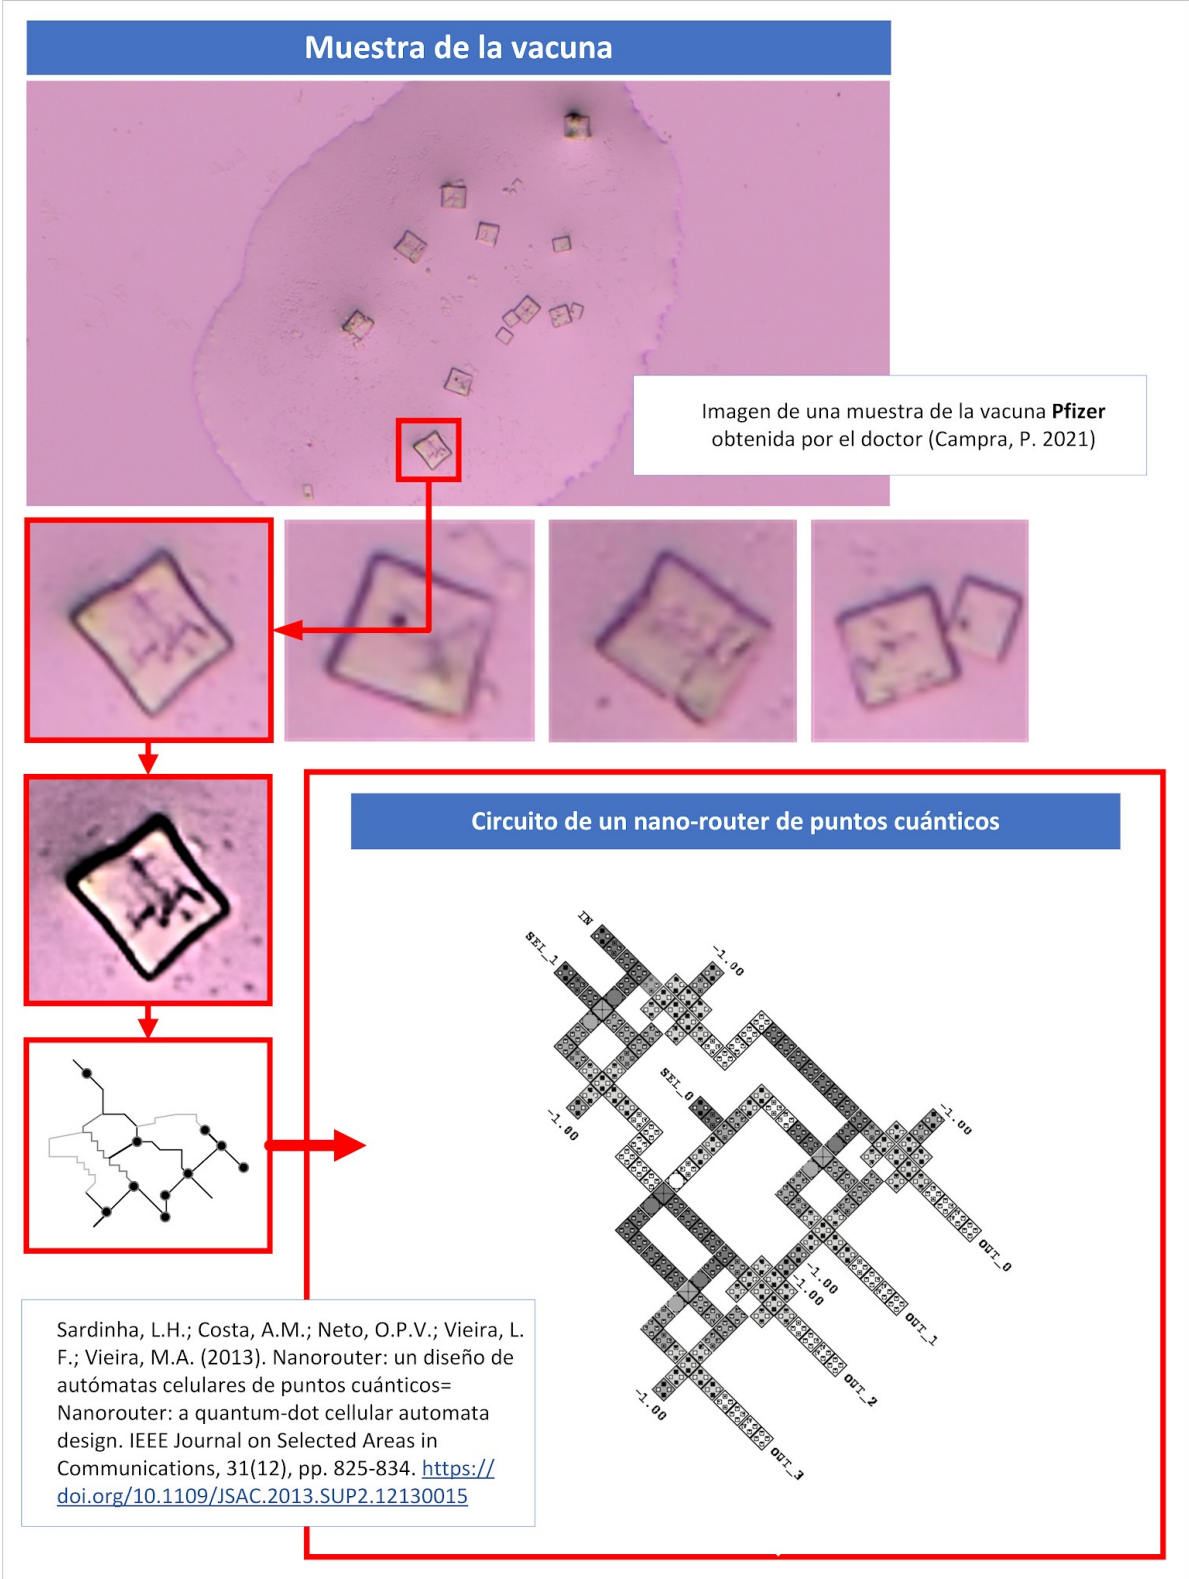 Muestra de la vacuna
Imagen de una muestra de la vacuna Pfizer
obtenida por el doctor (Campra, P. 2021)
Circuito de un nano-router de puntos cuánticos
IN
SEL_1
-1.00
SEL_0
-1.00
-1.00
OUT_0
-1.00
-1.00
OUT_1
OUT_2
-1.00
OUT_3
Sardinha, L.H.; Costa, A.M.; Neto, O.P.V.; Vieira, L.
F.; Vieira, M.A. (2013). Nanorouter: un diseño de
autómatas celulares de puntos cuánticos=
Nanorouter: a quantum-dot cellular automata
design. IEEE Journal on Selected Areas in
Communications, 31(12), pp. 825-834. https://
doi.org/10.1109/JSAC.2013.SUP2.12130015